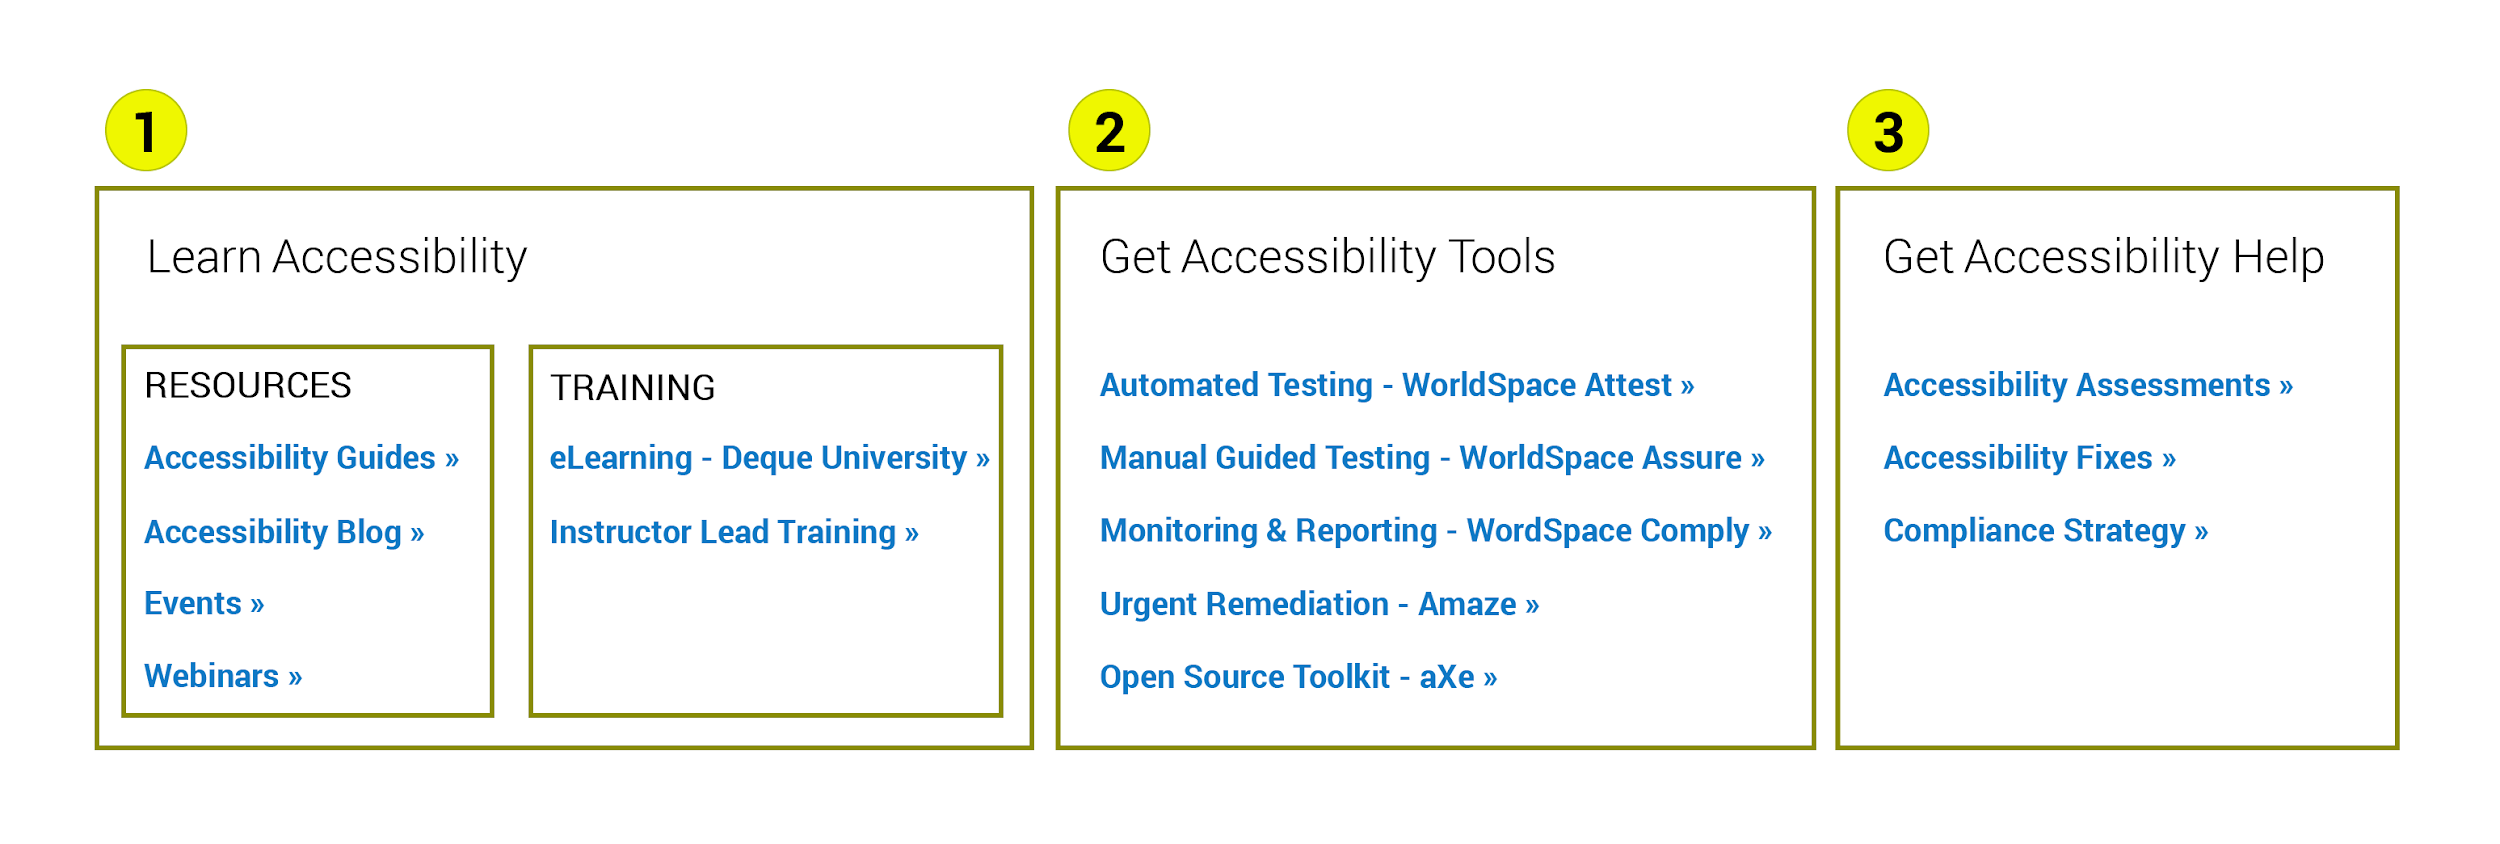 1
Learn Accessibility
RESOURCES
Accessibility Guides »
Accessibility Blog »
Events »
Webinars »
TRAINING
eLearning - Deque University »
Instructor Lead Training »
2
Get Accessibility Tools
Automated Testing - WorldSpace Attest »
Manual Guided Testing - WorldSpace Assure »
Monitoring & Reporting - WordSpace Comply »
Urgent Remediation - Amaze »
Open Source Toolkit - aXe »
3
Get Accessibility Help
Accessibility Assessments »
Accessibility Fixes »
Compliance Strategy »